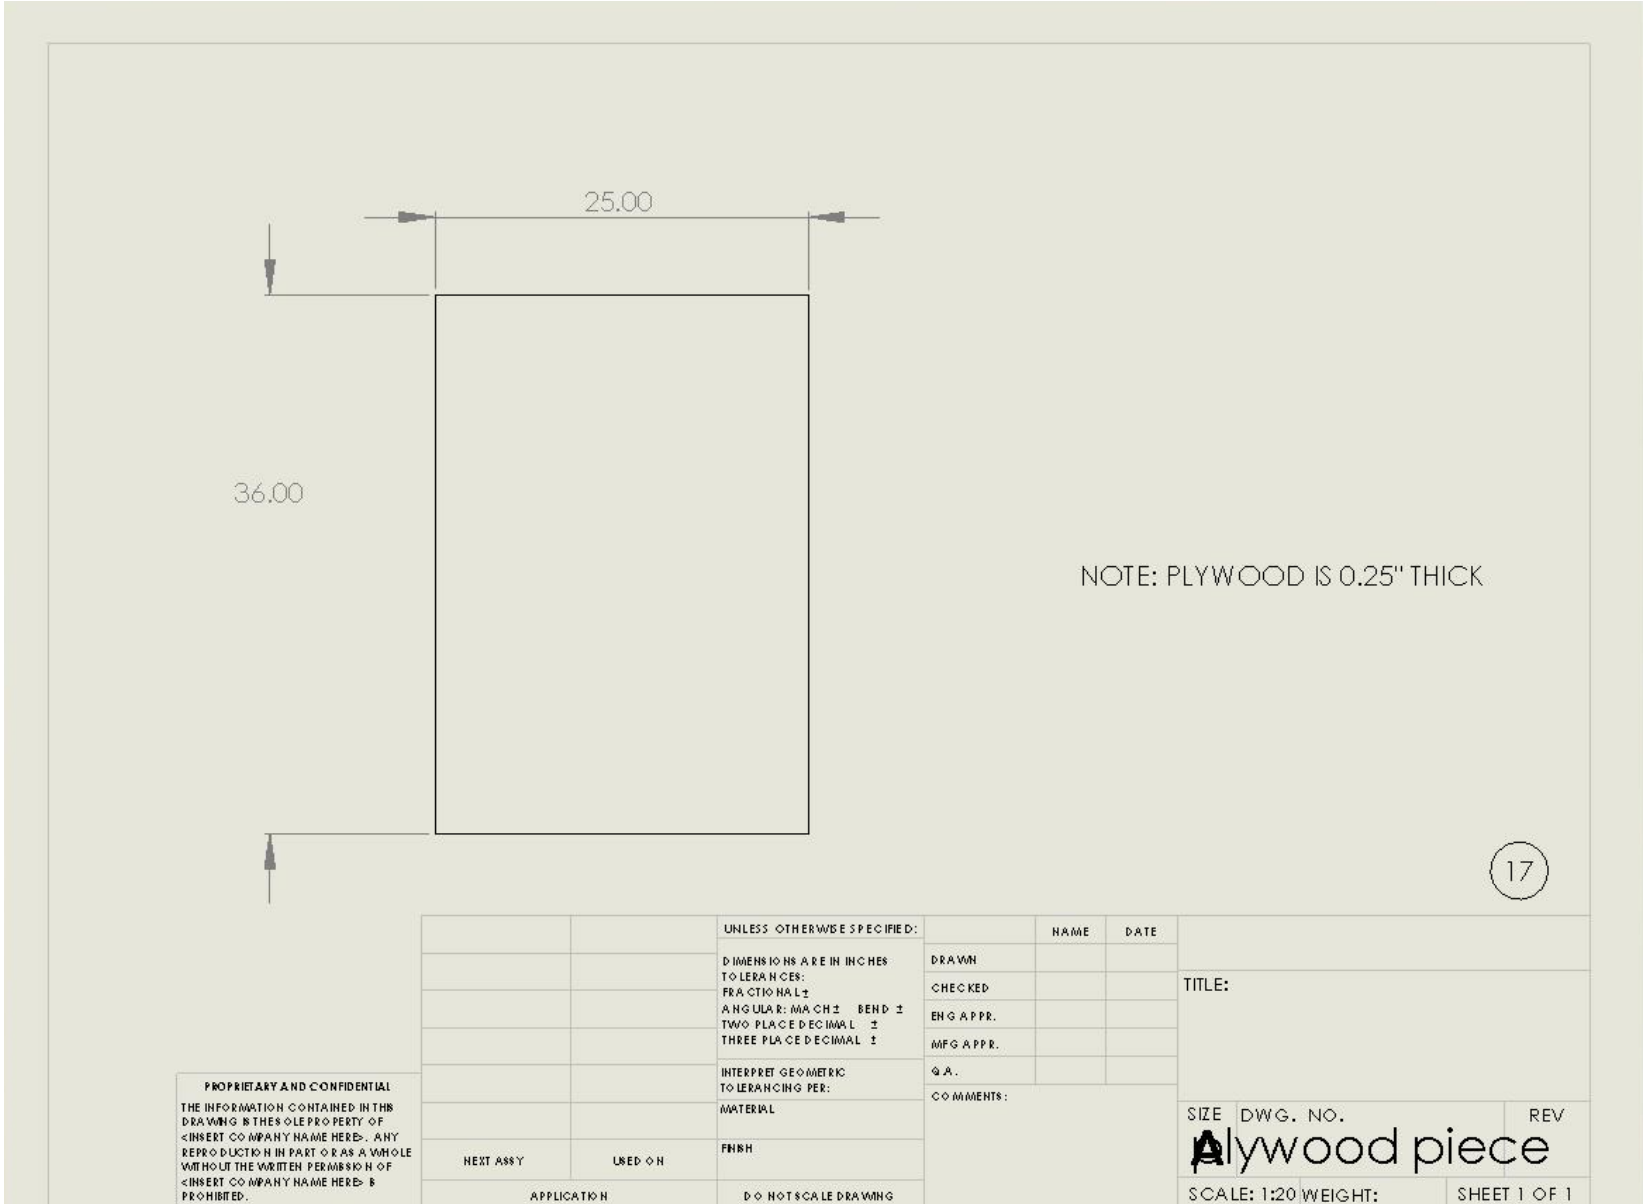 25.00
36.00
NOTE: PLYWOOD IS 0.25" THICK
17
UNLESS OTHERWISE SPECIFIED:
DIMENSIONS ARE IN INCHES
TOLERANCES:
FRACTIONAL±
ANGULAR: MACH± BEND ±
TWO PLACE DECIMAL ±
THREE PLACE DECIMAL ±
INTERPRET GEOMETRIC
TOLERANCING PER:
MATERIAL
FINISH
DO NOT SCALE DRAWING
NAME DATE
DRAWN
CHECKED
ENG APPR.
MFG APPR.
Q.A.
COMMENTS:
TITLE:
SIZE DWG. NO. REV
A plywood piece
SCALE: 1:20 WEIGHT: SHEET 1 OF 1
PROPRIETARY AND CONFIDENTIAL
THE INFORMATION CONTAINED IN THIS
DRAWING IS THE SOLE PROPERTY OF
<INSERT COMPANY NAME HERE>. ANY
REPRODUCTION IN PART OR AS A WHOLE
WITHOUT THE WRITTEN PERMISSION OF
<INSERT COMPANY NAME HERE> IS
PROHIBITED.
NEXT ASSY USED ON
APPLICATION